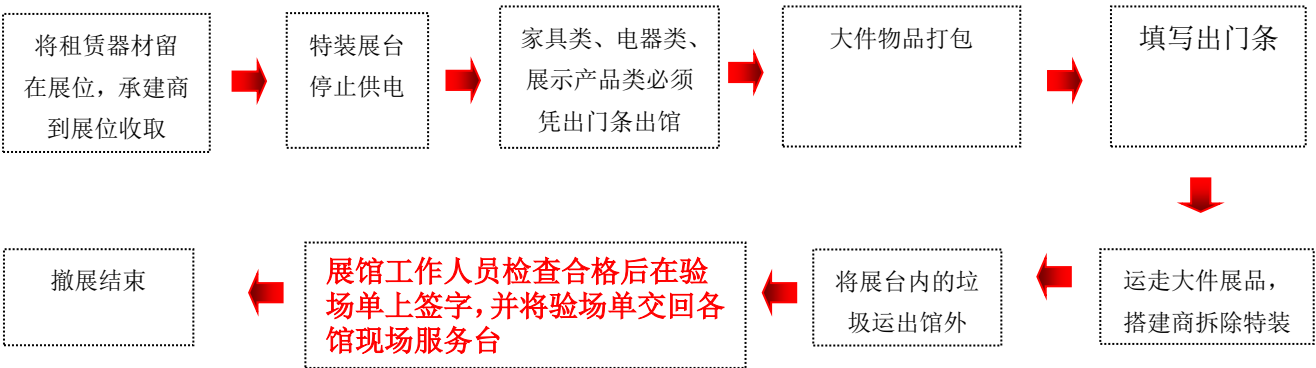 将租赁器材留
在展位，承建商
到展位收取
特装展台
停止供电
家具类、电器类、
展示产品类必须
凭出门条出馆
大件物品打包
填写出门条
运走大件展品，
搭建商拆除特装
将展台内的垃
圾运出馆外
展馆工作人员检查合格后在验
场单上签字，并将验场单交回各
馆现场服务台
撤展结束